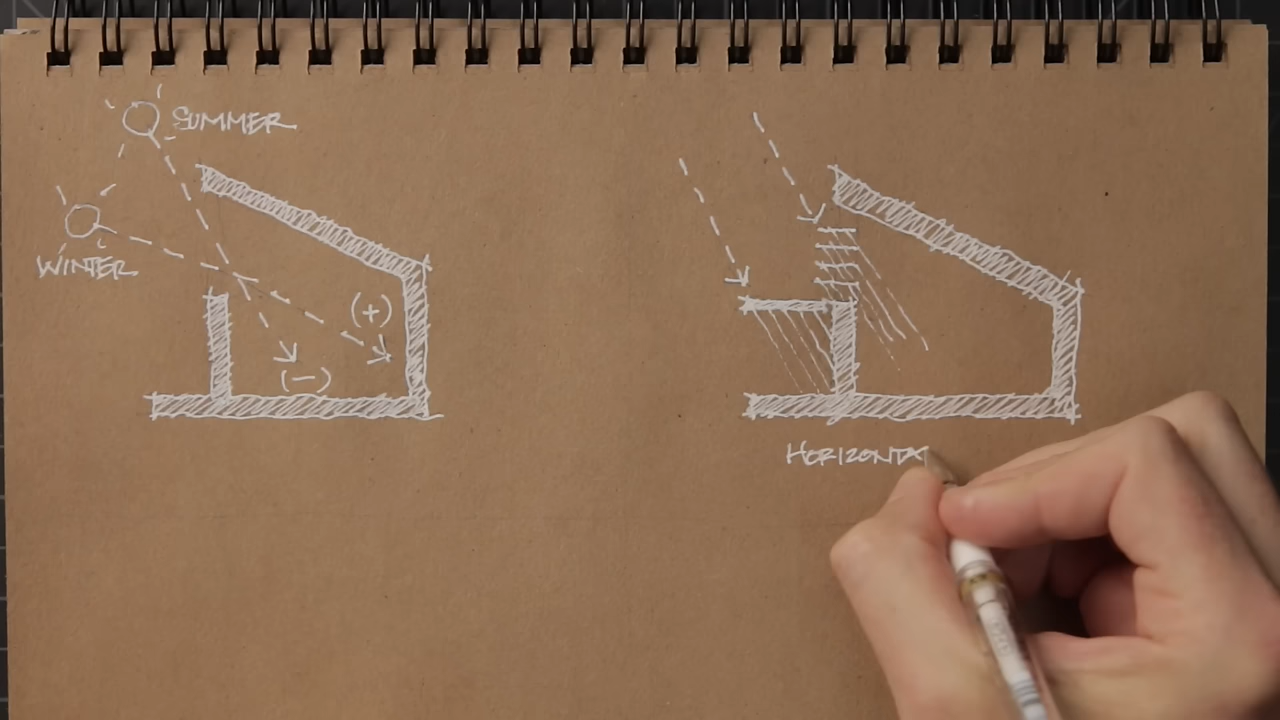 SUMMER
WINTER
(+)
(-)
HORIZONTA